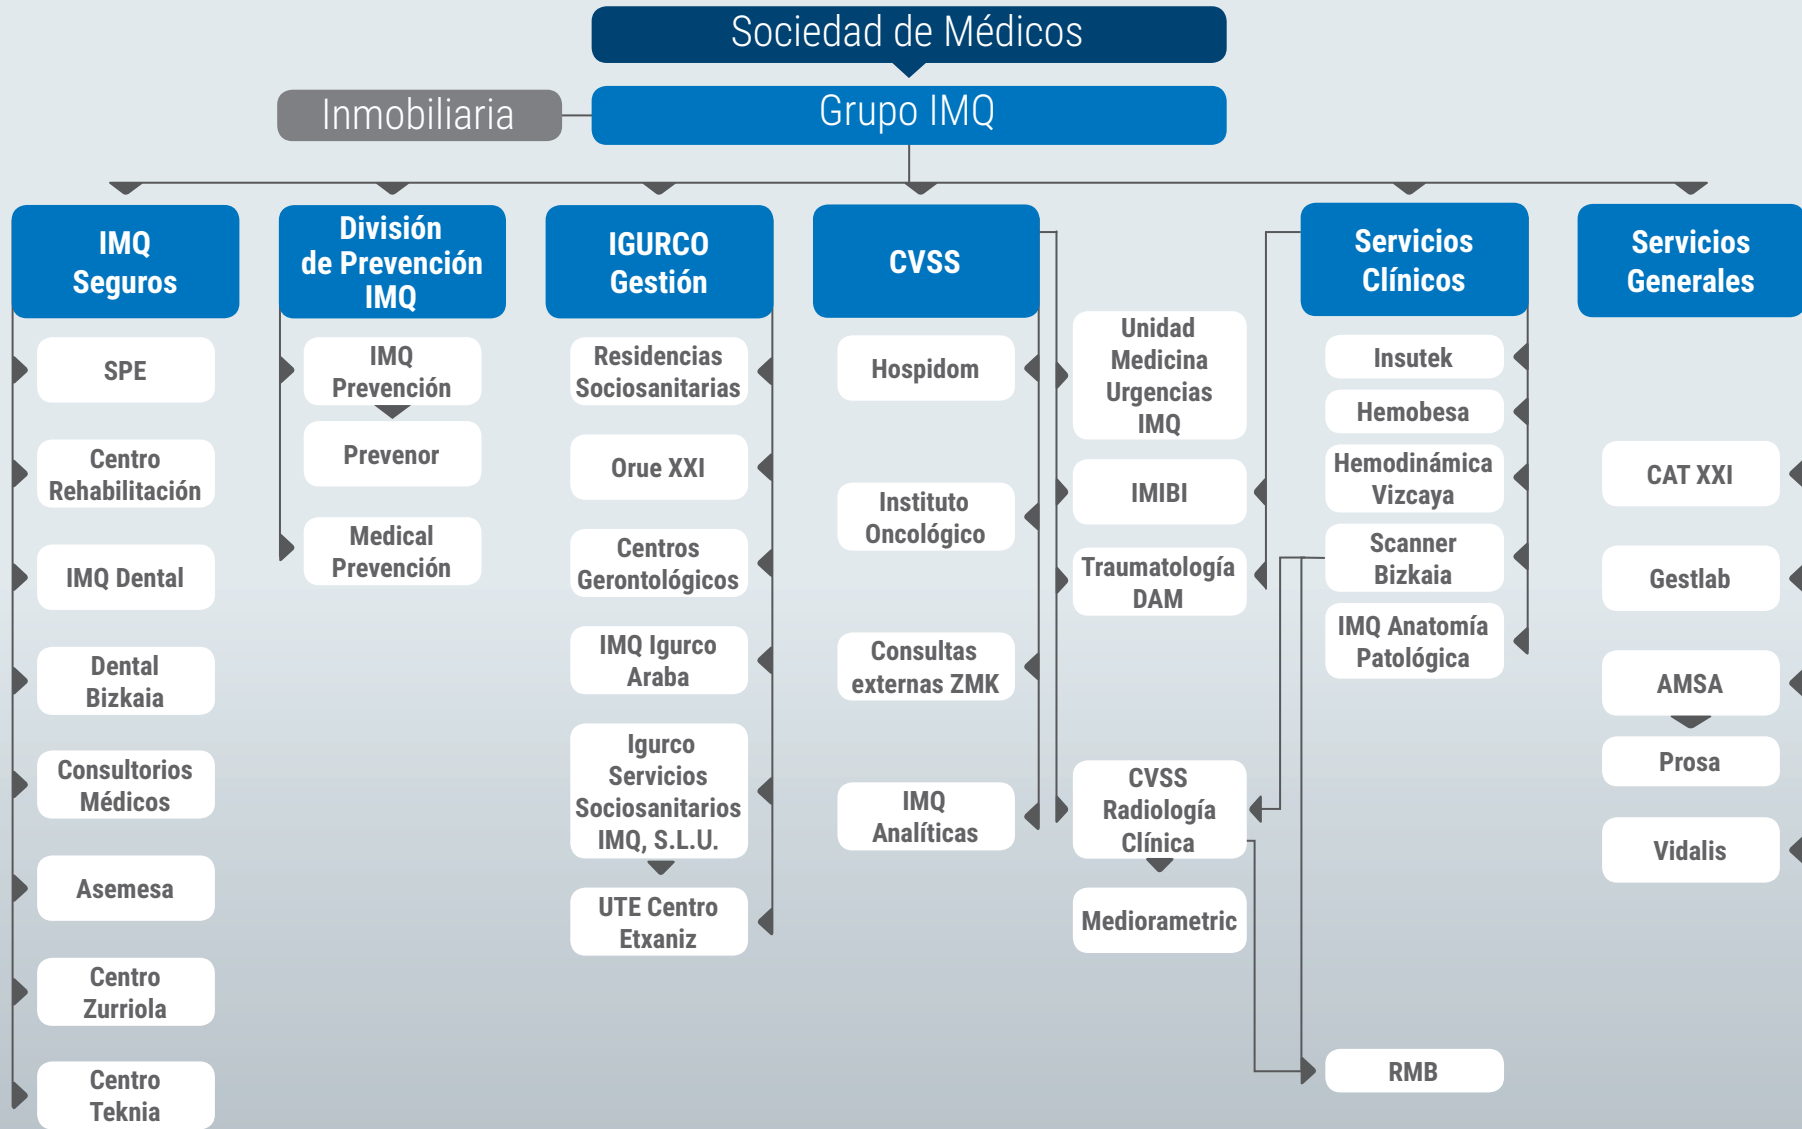 Sociedad de Médicos
Inmobiliaria
Grupo IMQ
IMQ
Seguros
SPE
Centro
Rehabilitación
IMQ Dental
Dental
Bizkaia
Consultorios
Médicos
Asemesa
Centro
Zurriola
Centro
Teknia
División
de Prevención
IMQ
IMQ
Prevención
Prevenor
Medical
Prevención
IGURCO
Gestión
Residencias
Sociosanitarias
Orue XXI
Centros
Gerontológicos
IMQ Igurco
Araba
Igurco
Servicios
Sociosanitarios
IMQ, S.L.U.
UTE Centro
Etxaniz
CVSS
Hospidom
Instituto
Oncológico
Consultas
externas ZMK
IMQ
Analíticas
Unidad
Medicina
Urgencias
IMQ
IMIBI
Traumatología
DAM
CVSS
Radiología
Clínica
Mediorametric
Servicios
Clínicos
Insutek
Hemobesa
Hemodinámica
Vizcaya
Scanner
Bizkaia
IMQ Anatomía
Patológica
RMB
Servicios
Generales
CAT XXI
Gestlab
AMSA
Prosa
Vidalis